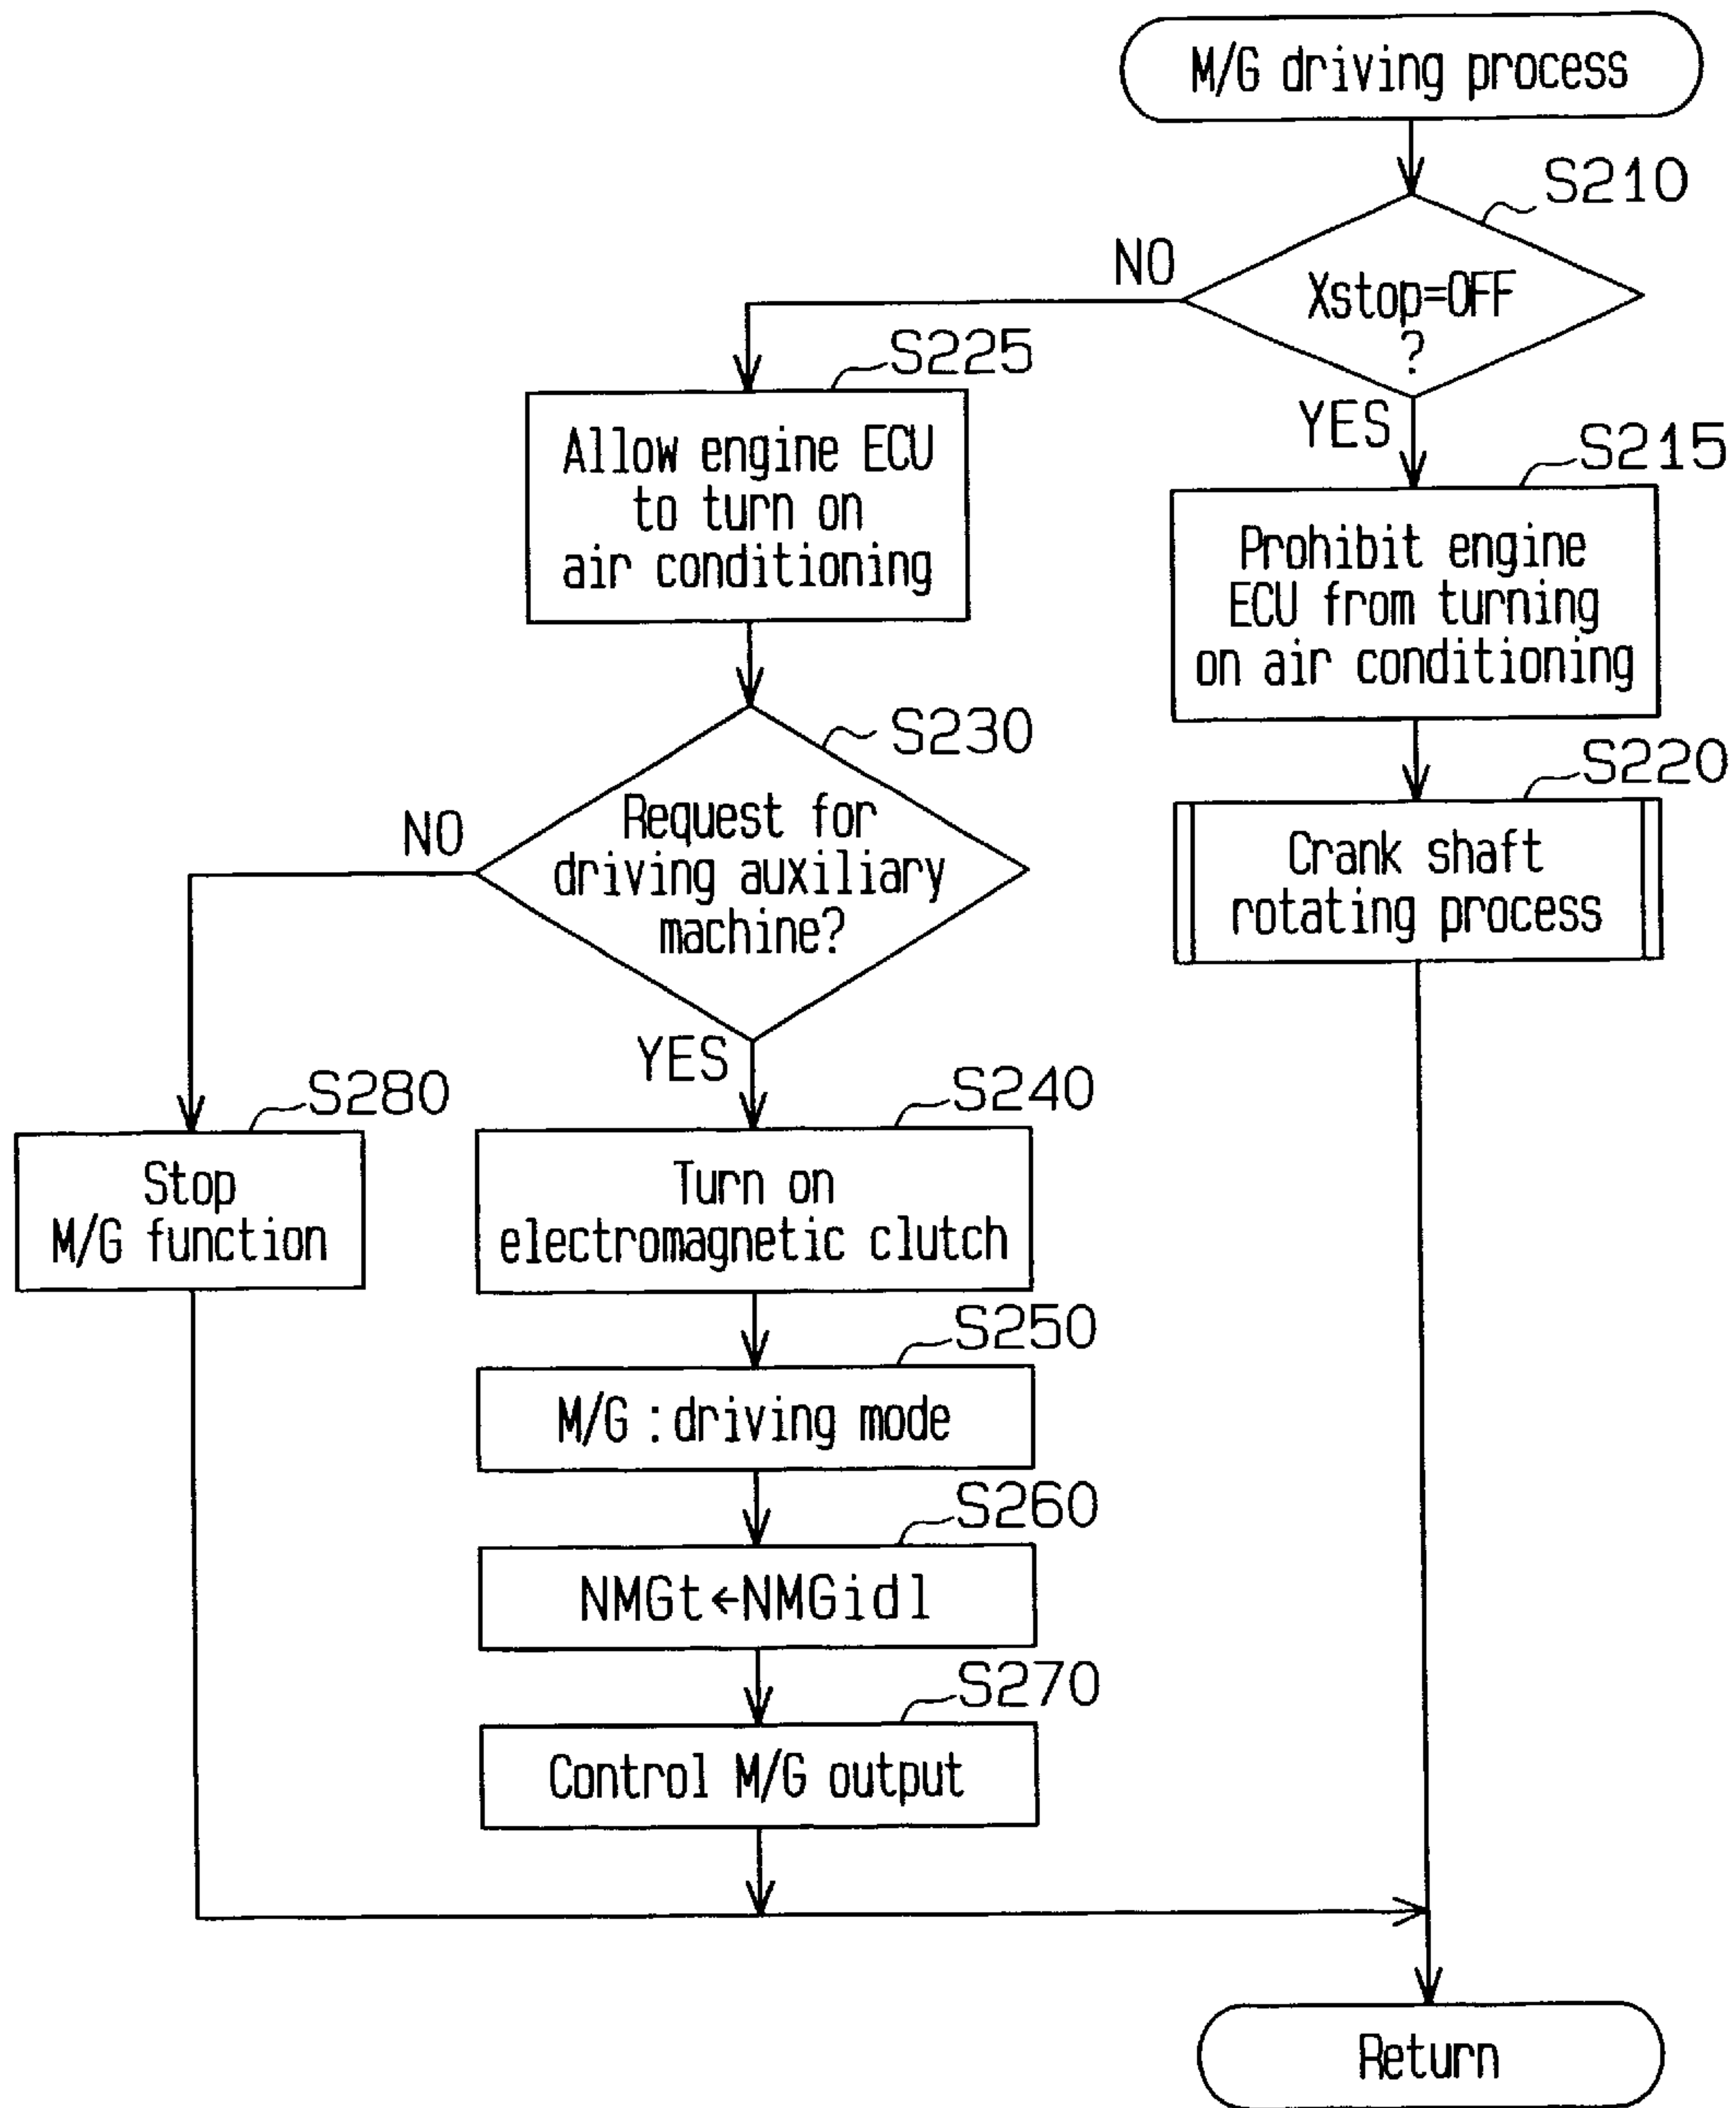 M/G driving process
S210
NO
Xstop=OFF
?
YES
S225
Allow engine ECU
to turn on
air conditioning
S215
Prohibit engine
ECU from turning
on air conditioning
S230
Request for
driving auxiliary
machine?
NO
YES
S220
Crank shaft
rotating process
S280
Stop
M/G function
S240
Turn on
electromagnetic clutch
S250
M/G : driving mode
S260
NMGt←NMGidl
S270
Control M/G output
Return